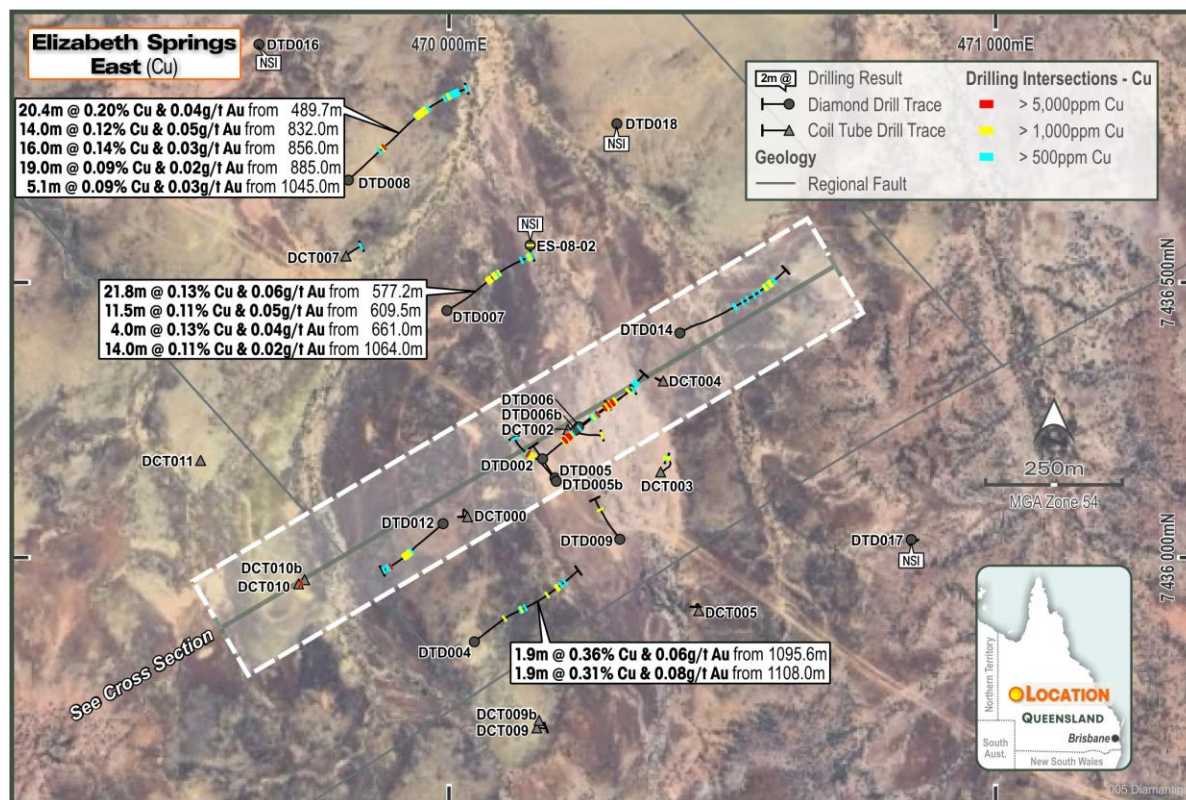 Elizabeth Springs
East (Cu)
DTD016
NSI
470 000mE
471 000mE
20.4m @ 0.20% Cu & 0.04g/t Au from 489.7m
14.0m @ 0.12% Cu & 0.05g/t Au from 832.0m
16.0m @ 0.14% Cu & 0.03g/t Au from 856.0m
19.0m @ 0.09% Cu & 0.02g/t Au from 885.0m
5.1m @ 0.09% Cu & 0.03g/t Au from 1045.0m
DTD008
DTD018
NSI
2m @ Drilling Result
Diamond Drill Trace
Coil Tube Drill Trace
Geology
Regional Fault
Drilling Intersections - Cu
> 5,000ppm Cu
> 1,000ppm Cu
> 500ppm Cu
NSI
ES-08-02
DCT007
21.8m @ 0.13% Cu & 0.06g/t Au from 577.2m
11.5m @ 0.11% Cu & 0.05g/t Au from 609.5m
4.0m @ 0.13% Cu & 0.04g/t Au from 661.0m
14.0m @ 0.11% Cu & 0.02g/t Au from 1064.0m
DTD007
DTD014
7 436 500mN
DCT004
DTD006
DTD006b
DCT002
DCT011
DTD002
DTD005
DTD005b
DCT003
250m
MGA Zone 54
DTD012
DCT000
DTD009
DTD017
NSI
DCT010b
DCT010
7 436 000mN
DCT005
See Cross Section
DTD004
1.9m @ 0.36% Cu & 0.06g/t Au from 1095.6m
1.9m @ 0.31% Cu & 0.08g/t Au from 1108.0m
DCT009b
DCT009
Northern Territory
LOCATION
QUEENSLAND
Brisbane
South
Aust.
New South Wales
005 Diamantin